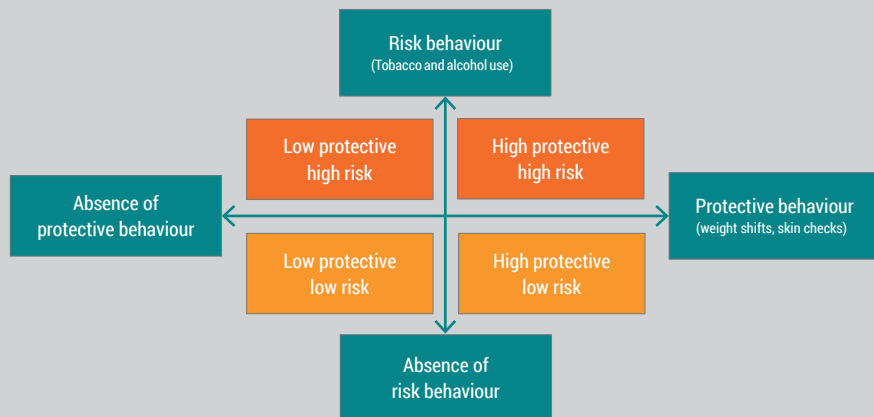 Risk behaviour
(Tobacco and alcohol use)
Low protective
high risk
High protective
high risk
Absence of
protective behaviour
Protective behaviour
(weight shifts, skin checks)
Low protective
low risk
High protective
low risk
Absence of
risk behaviour